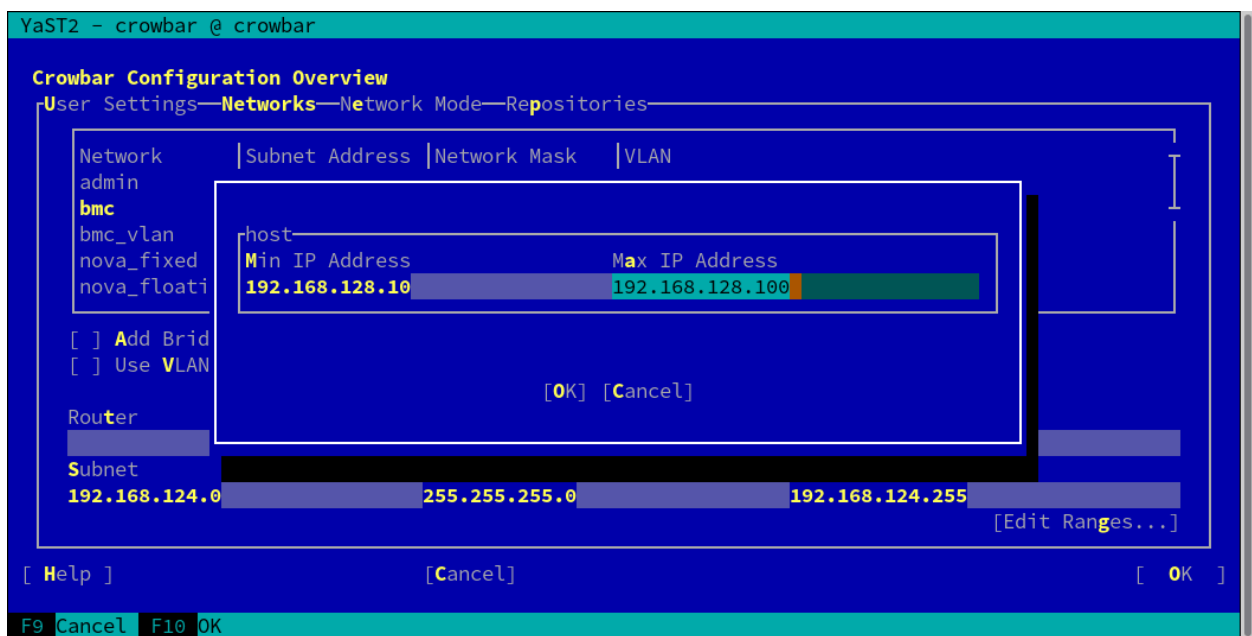 YaST2 - crowbar @ crowbar
Crowbar Configuration Overview
User Settings Networks Network Mode Repositories
Network Subnet Address Network Mask VLAN
admin
bmc
bmc_vlan
host
nova_fixed Min IP Address Max IP Address
nova_floati 192.168.128.10 192.168.128.100
[ ] Add Brid
[ ] Use VLAN
[OK] [Cancel]
Router
Subnet
192.168.124.0 255.255.255.0 192.168.124.255
[Edit Ranges...]
[ Help ] [Cancel] [ OK ]
F9 Cancel F10 OK